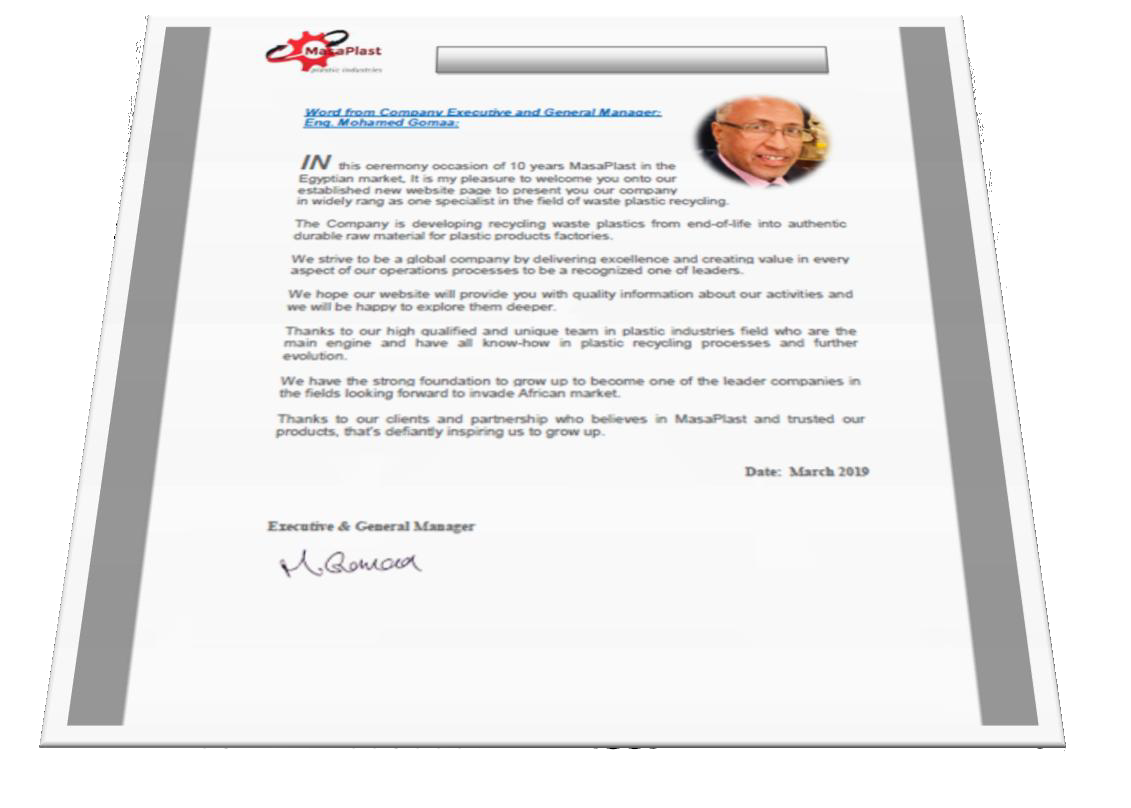 MasaPlast
plastic industries
Word from Company Executive and General Manager:
Eng. Mohamed Gomaa:
IN this ceremony occasion of 10 years MasaPlast in the
Egyptian market, It is my pleasure to welcome you onto our
established new website page to present you our company
in widely rang as one specialist in the field of waste plastic recycling.
The Company is developing recycling waste plastics from end-of-life into authentic
durable raw material for plastic products factories.
We strive to be a global company by delivering excellence and creating value in every
aspect of our operations processes to be a recognized one of leaders.
We hope our website will provide you with quality information about our activities and
we will be happy to explore them deeper.
Thanks to our high qualified and unique team in plastic industries field who are the
main engine and have all know-how in plastic recycling processes and further
evolution.
We have the strong foundation to grow up to become one of the leader companies in
the fields looking forward to invade African market.
Thanks to our clients and partnership who believes in MasaPlast and trusted our
products, that's defiantly inspiring us to grow up.
Date: March 2019
Executive & General Manager
M. Gomaa